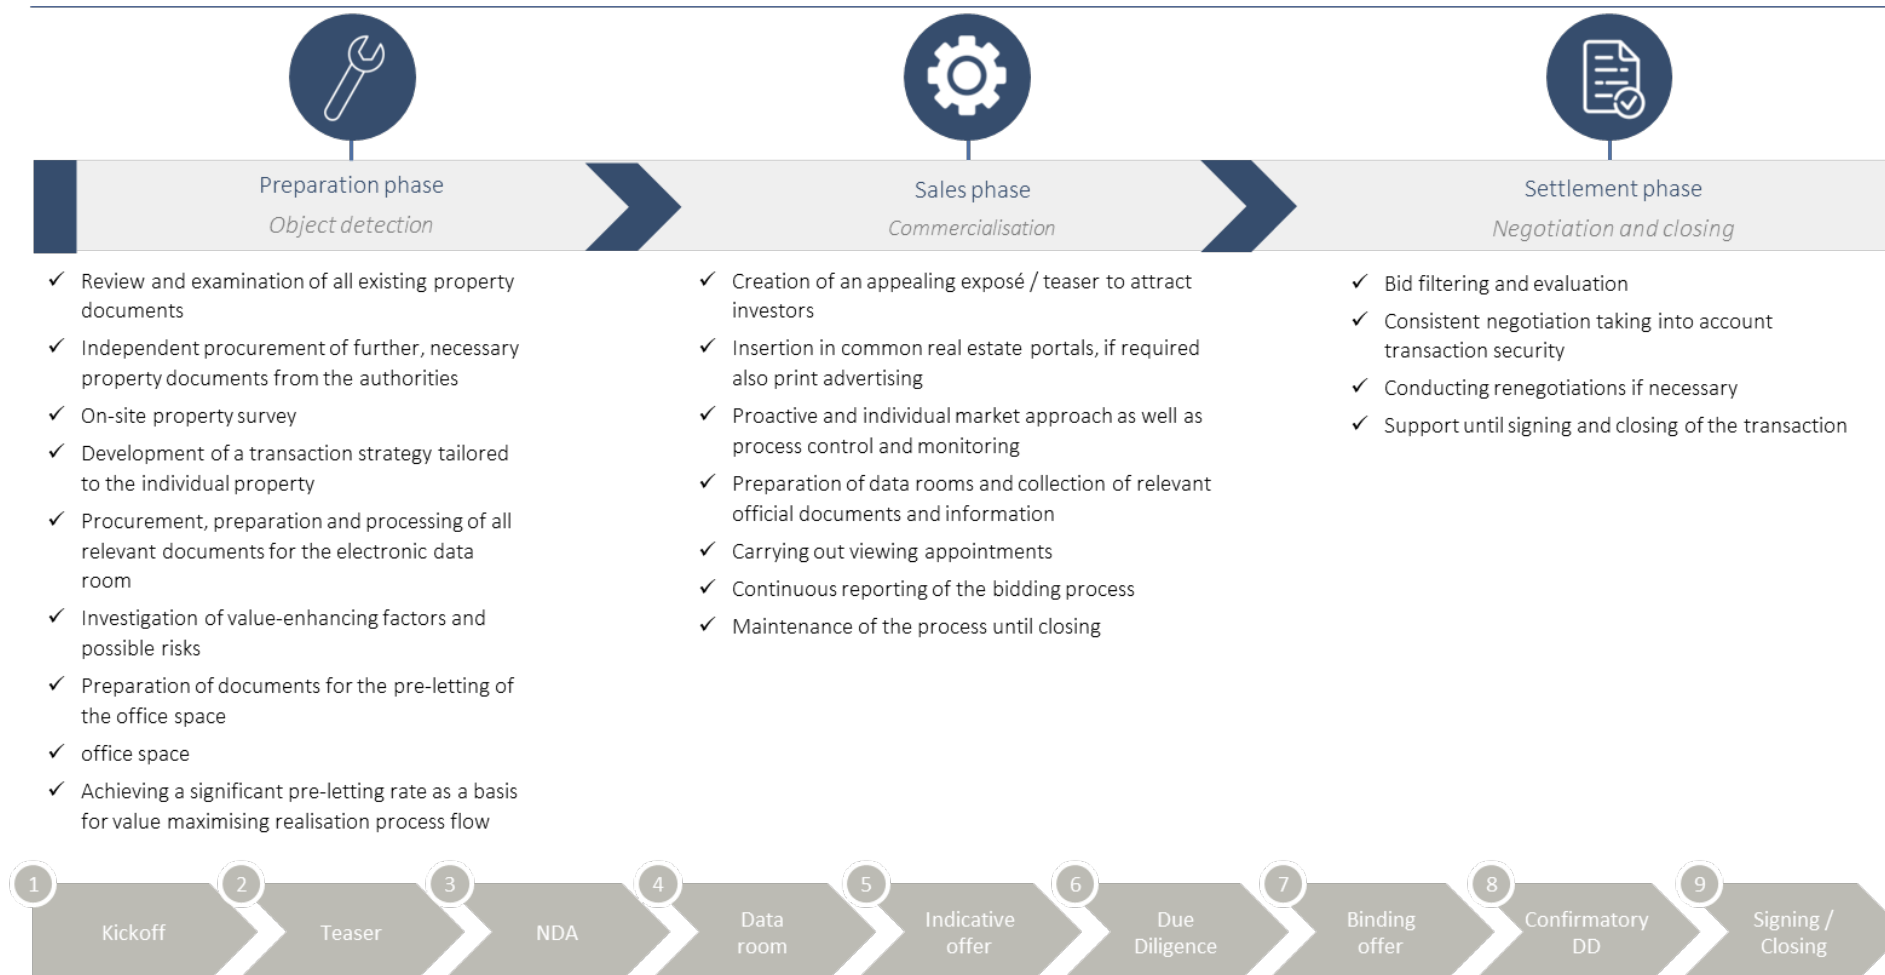 Preparation phase
Object detection
✓ Review and examination of all existing property
documents
✓ Independent procurement of further, necessary
property documents from the authorities
✓ On-site property survey
✓ Development of a transaction strategy tailored
to the individual property
✓ Procurement, preparation and processing of all
relevant documents for the electronic data
room
✓ Investigation of value-enhancing factors and
possible risks
✓ Preparation of documents for the pre-letting of
the office space
✓ office space
✓ Achieving a significant pre-letting rate as a basis
for value maximising realisation process flow
Sales phase
Commercialisation
✓ Creation of an appealing exposé / teaser to attract
investors
✓ Insertion in common real estate portals, if required
also print advertising
✓ Proactive and individual market approach as well as
process control and monitoring
✓ Preparation of data rooms and collection of relevant
official documents and information
✓ Carrying out viewing appointments
✓ Continuous reporting of the bidding process
✓ Maintenance of the process until closing
Settlement phase
Negotiation and closing
✓ Bid filtering and evaluation
✓ Consistent negotiation taking into account
transaction security
✓ Conducting renegotiations if necessary
✓ Support until signing and closing of the transaction
1
Kickoff
2
Teaser
3
NDA
4
Data
room
5
Indicative
offer
6
Due
Diligence
7
Binding
offer
8
Confirmatory
DD
9
Signing /
Closing